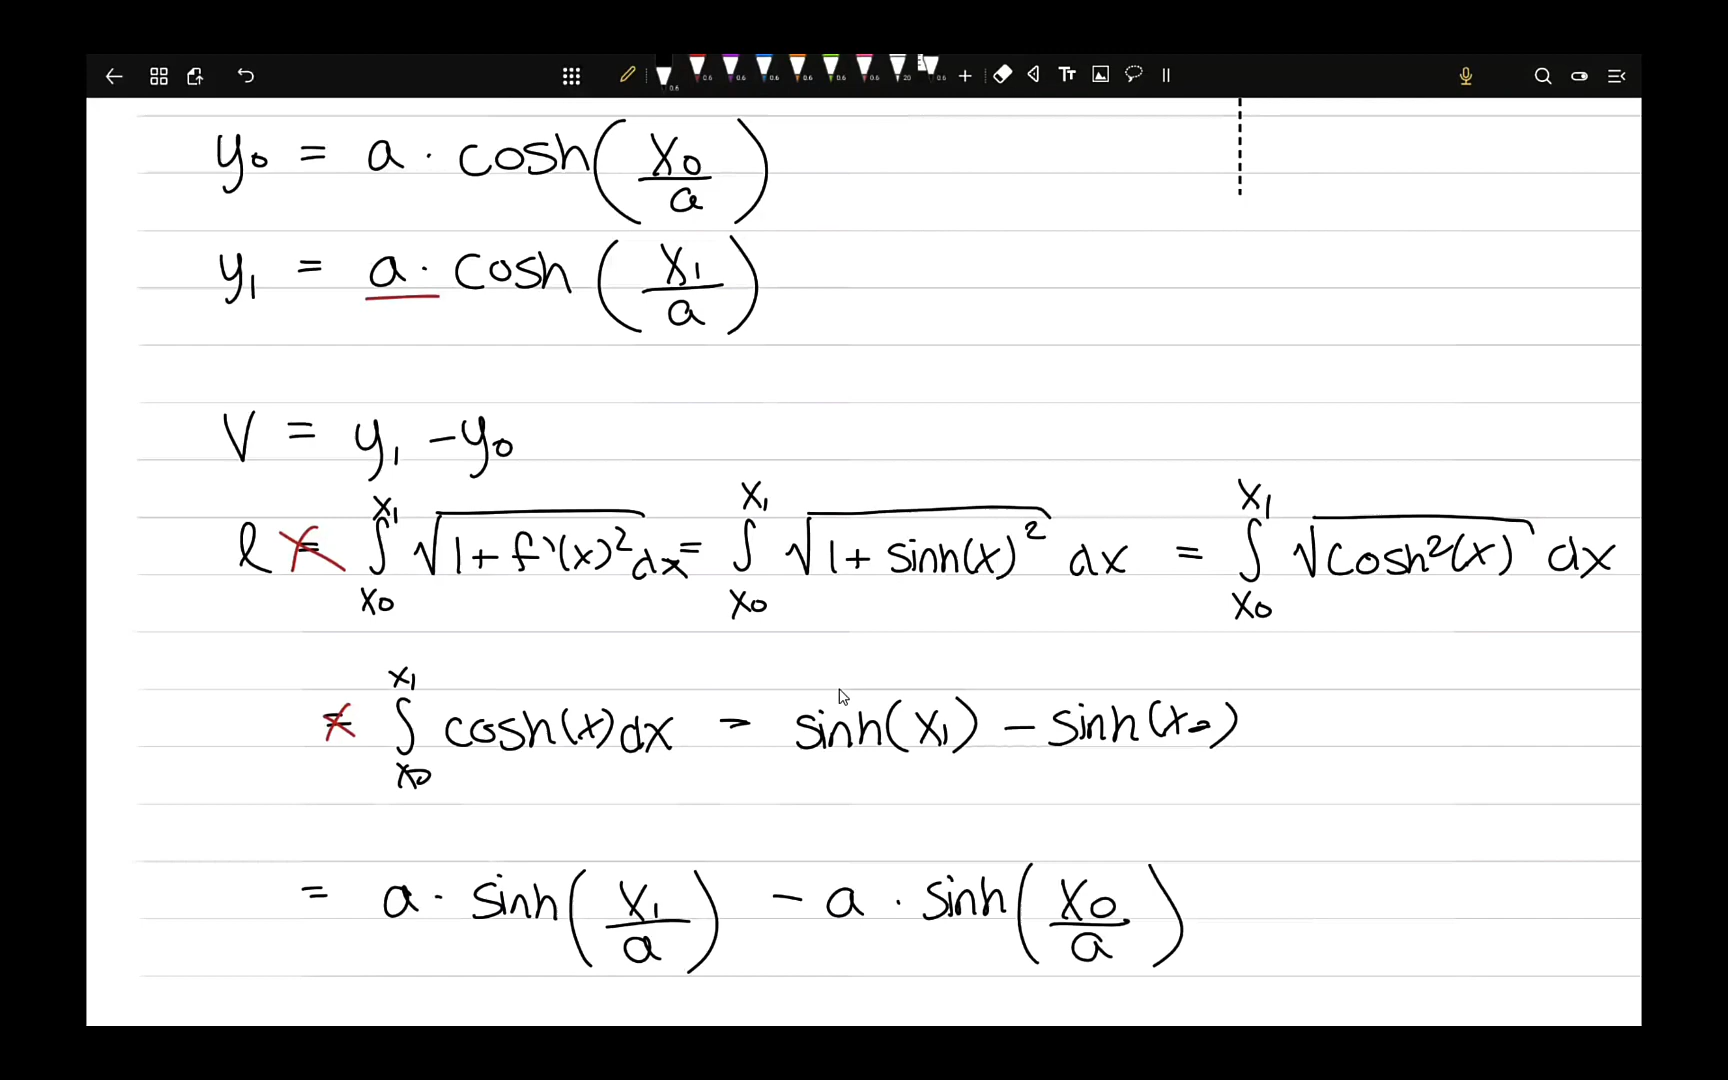 y₀ = a · cosh(x₀/a)
y₁ = a · cosh(x₁/a)
V = y₁ - y₀
l = ∫_{x₀}^{x₁} √(1 + f'(x)²) dx = ∫_{x₀}^{x₁} √(1 + sinh(x)²) dx = ∫_{x₀}^{x₁} √(cosh²(x)) dx
= ∫_{x₀}^{x₁} cosh(x) dx = sinh(x₁) - sinh(x₀)
= a · sinh(x₁/a) - a · sinh(x₀/a)